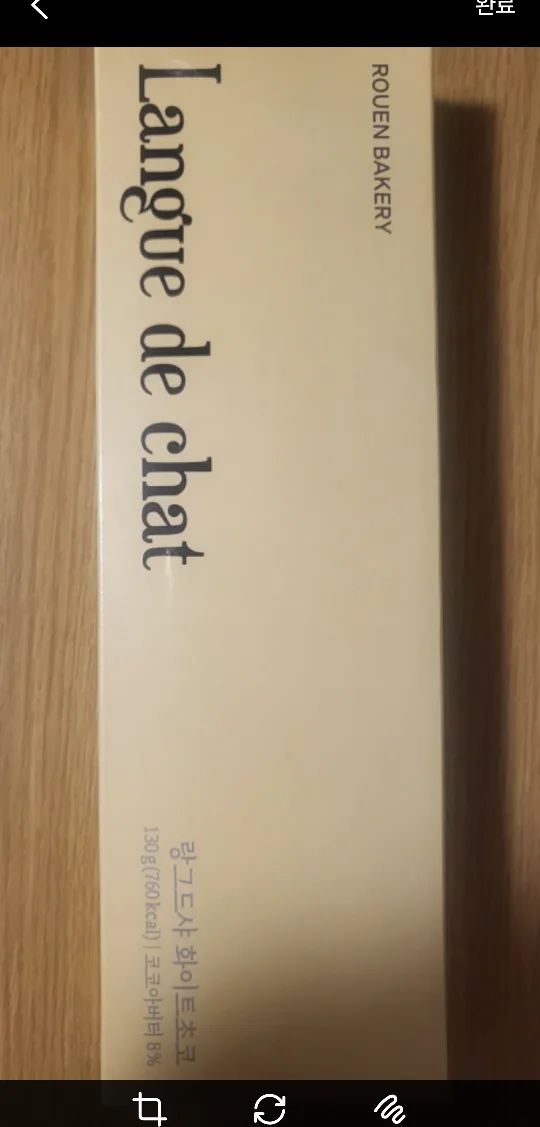 완료
ROUEN BAKERY
Langue de chat
랑그드샤 화이트초코
130 g (760 kcal) | 코코아버터 8%